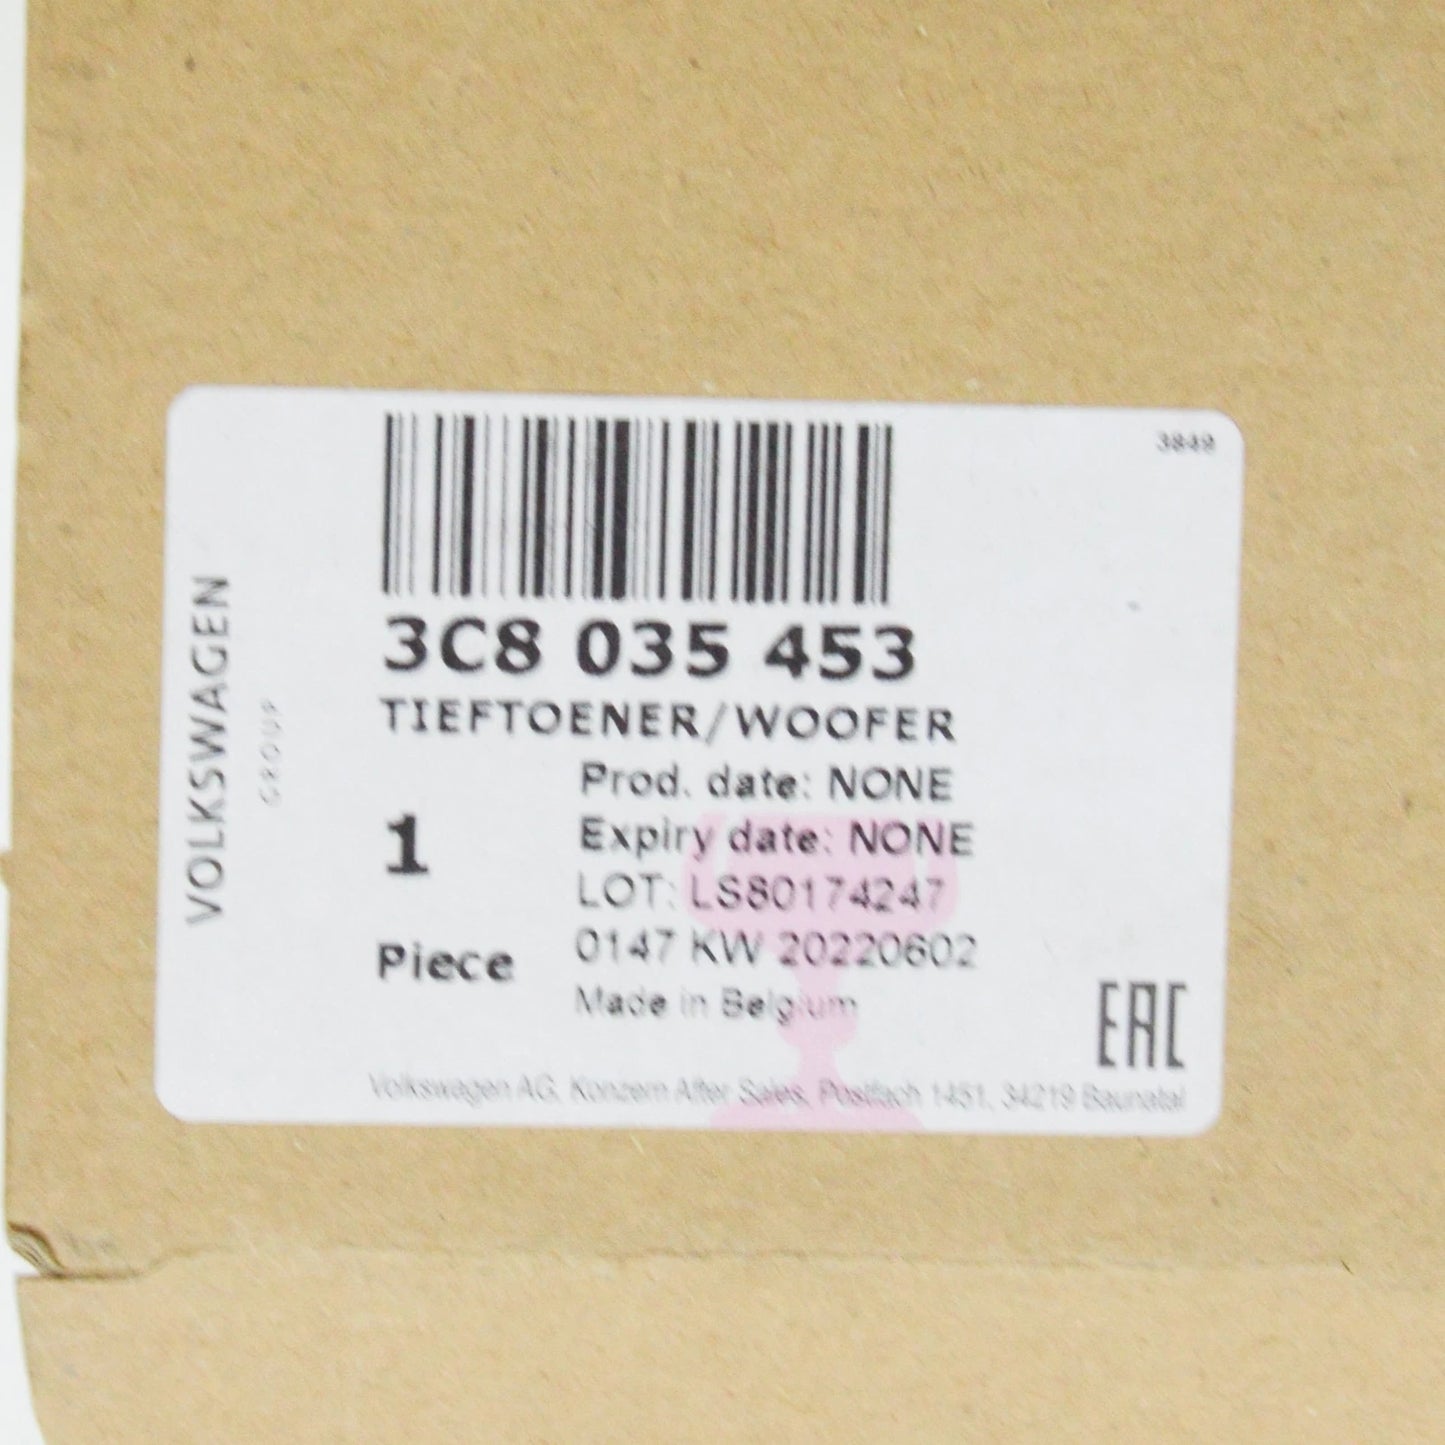 3849
3C8 035 453
TIEFTOENER/WOOFER
Prod. date: NONE
Expiry date: NONE
1
LOT: LS80174247
Piece
0147 KW 20220602
Made in Belgium
EAC
Volkswagen AG, Konzern After Sales, Postfach 1451, 34219 Baunatal
VOLKSWAGEN
GROUP